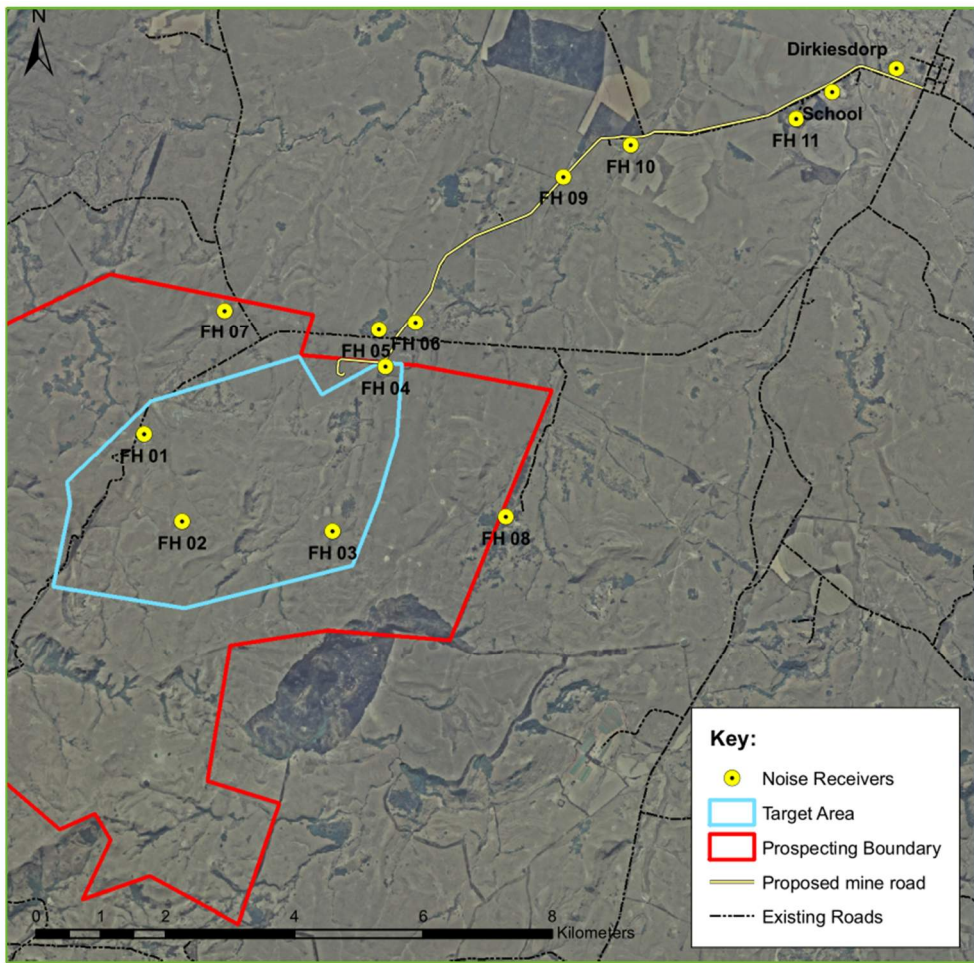 N
Dirkiesdorp
School
FH 11
FH 10
FH 09
FH 07
FH 05
FH 06
FH 04
FH 01
FH 02
FH 03
FH 08
Key:
Noise Receivers
Target Area
Prospecting Boundary
Proposed mine road
Existing Roads
0 1 2 4 6 8
Kilometers